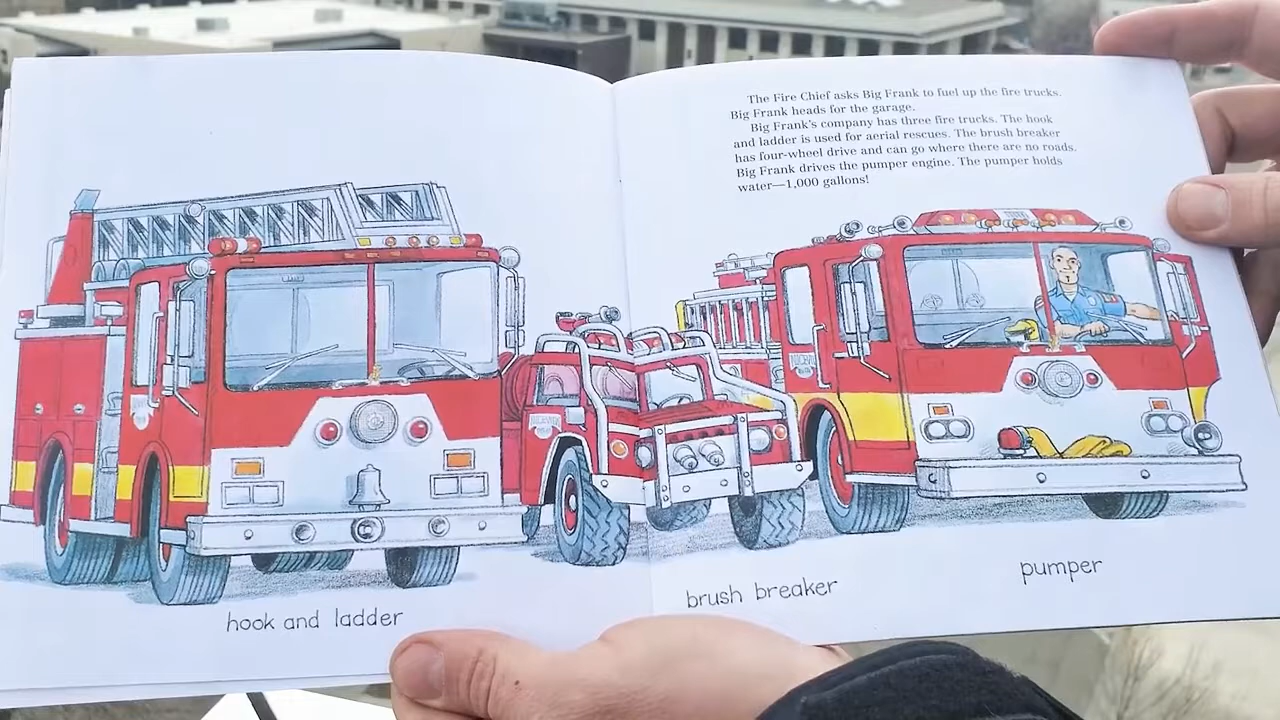 The Fire Chief asks Big Frank to fuel up the fire trucks.
Big Frank heads for the garage.
Big Frank's company has three fire trucks. The hook
and ladder is used for aerial rescues. The brush breaker
has four-wheel drive and can go where there are no roads.
Big Frank drives the pumper engine. The pumper holds
water—1,000 gallons!
hook and ladder
brush breaker
pumper